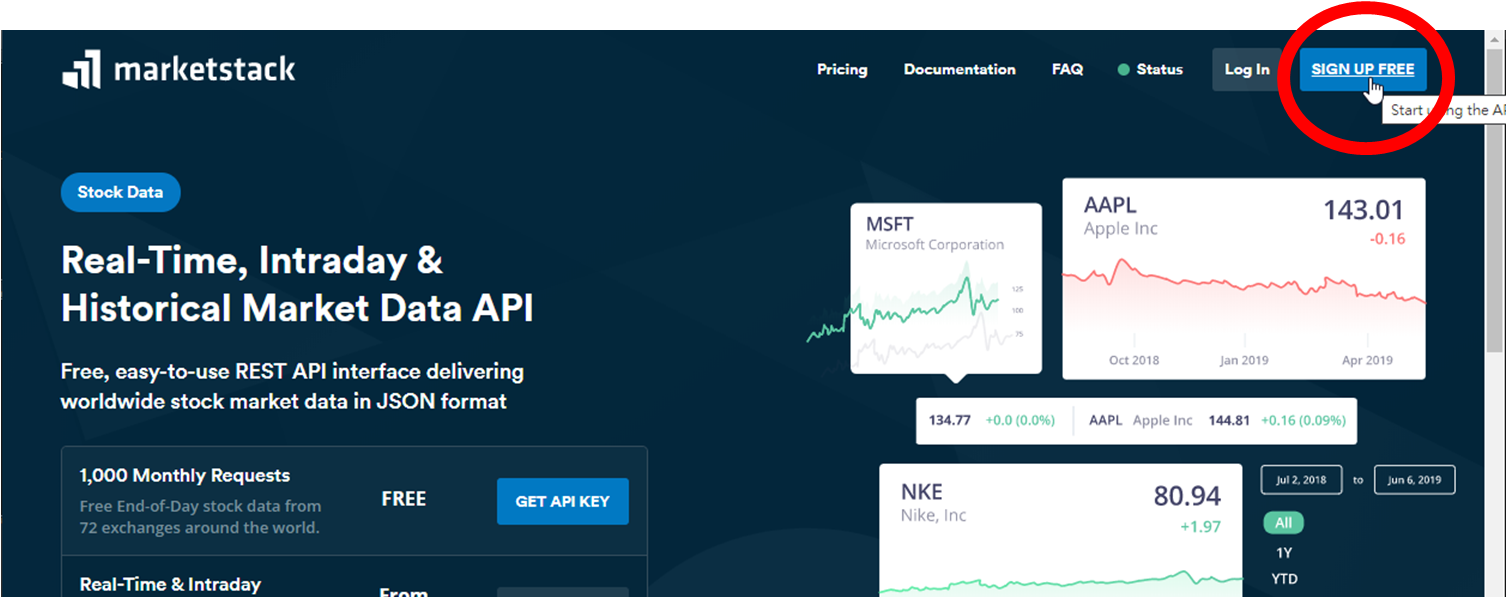 marketstack
Pricing
Documentation
FAQ
Status
Log In
SIGN UP FREE
Start using the
Stock Data
Real-Time, Intraday &
Historical Market Data API
Free, easy-to-use REST API interface delivering
worldwide stock market data in JSON format
1,000 Monthly Requests
Free End-of-Day stock data from
72 exchanges around the world.
FREE
GET API KEY
Real-Time & Intraday
From
MSFT
Microsoft Corporation
125
100
75
AAPL
Apple Inc
143.01
-0.16
Oct 2018
Jan 2019
Apr 2019
134.77 +0.0 (0.0%)
AAPL Apple Inc 144.81 +0.16 (0.09%)
NKE
Nike, Inc
80.94
+1.97
Jul 2, 2018 to Jun 6, 2019
All
1Y
YTD